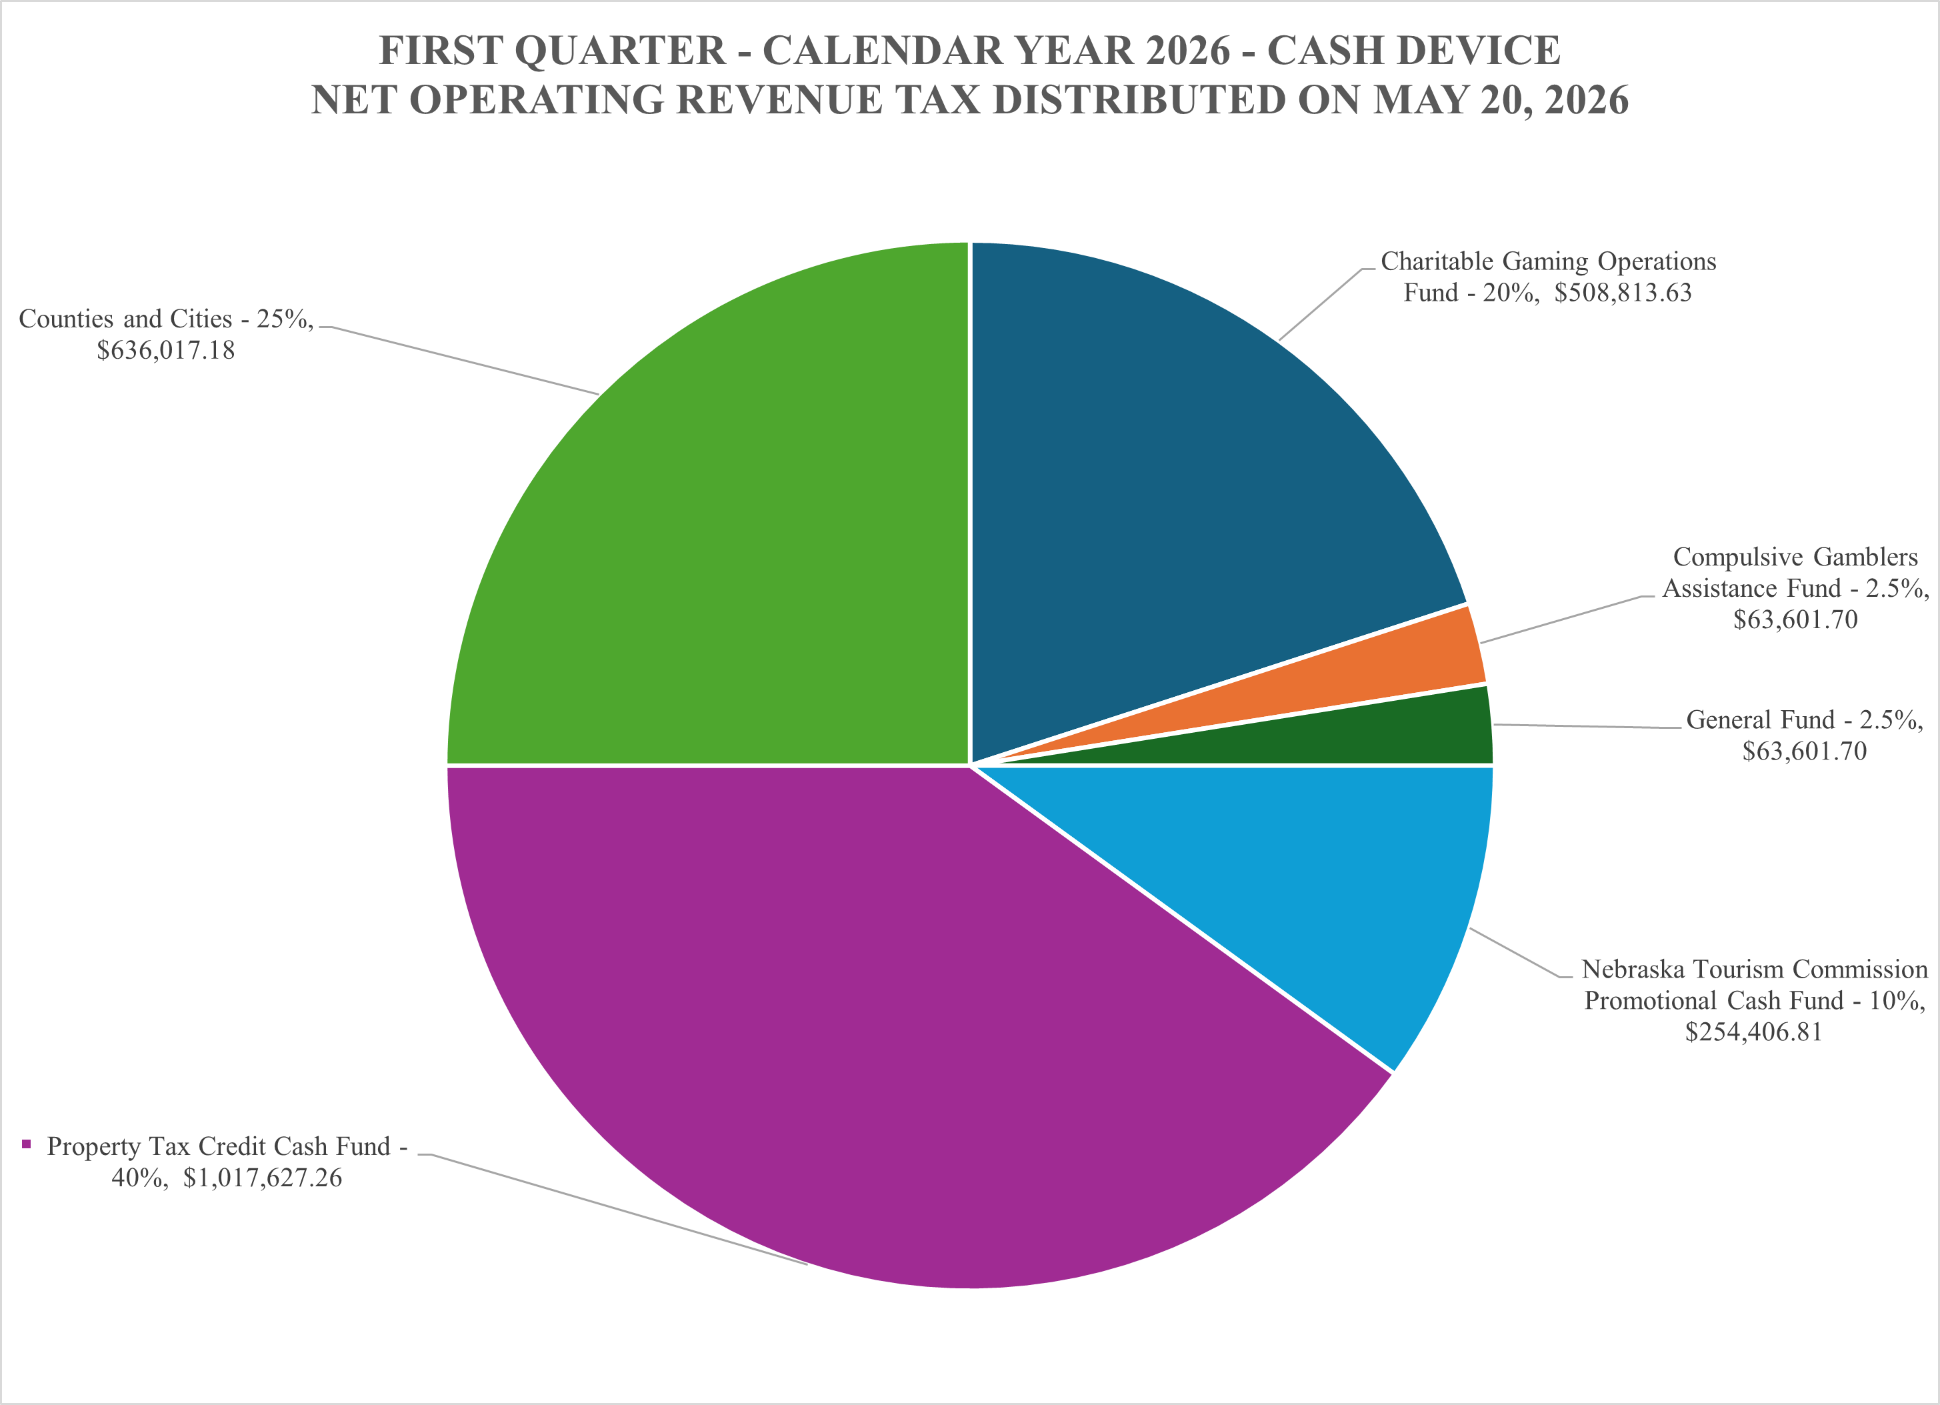 FIRST QUARTER - CALENDAR YEAR 2026 - CASH DEVICE
NET OPERATING REVENUE TAX DISTRIBUTED ON MAY 20, 2026
Charitable Gaming Operations
Fund - 20%, $508,813.63
Counties and Cities - 25%,
$636,017.18
Compulsive Gamblers
Assistance Fund - 2.5%,
$63,601.70
General Fund - 2.5%,
$63,601.70
Nebraska Tourism Commission
Promotional Cash Fund - 10%,
$254,406.81
Property Tax Credit Cash Fund -
40%, $1,017,627.26